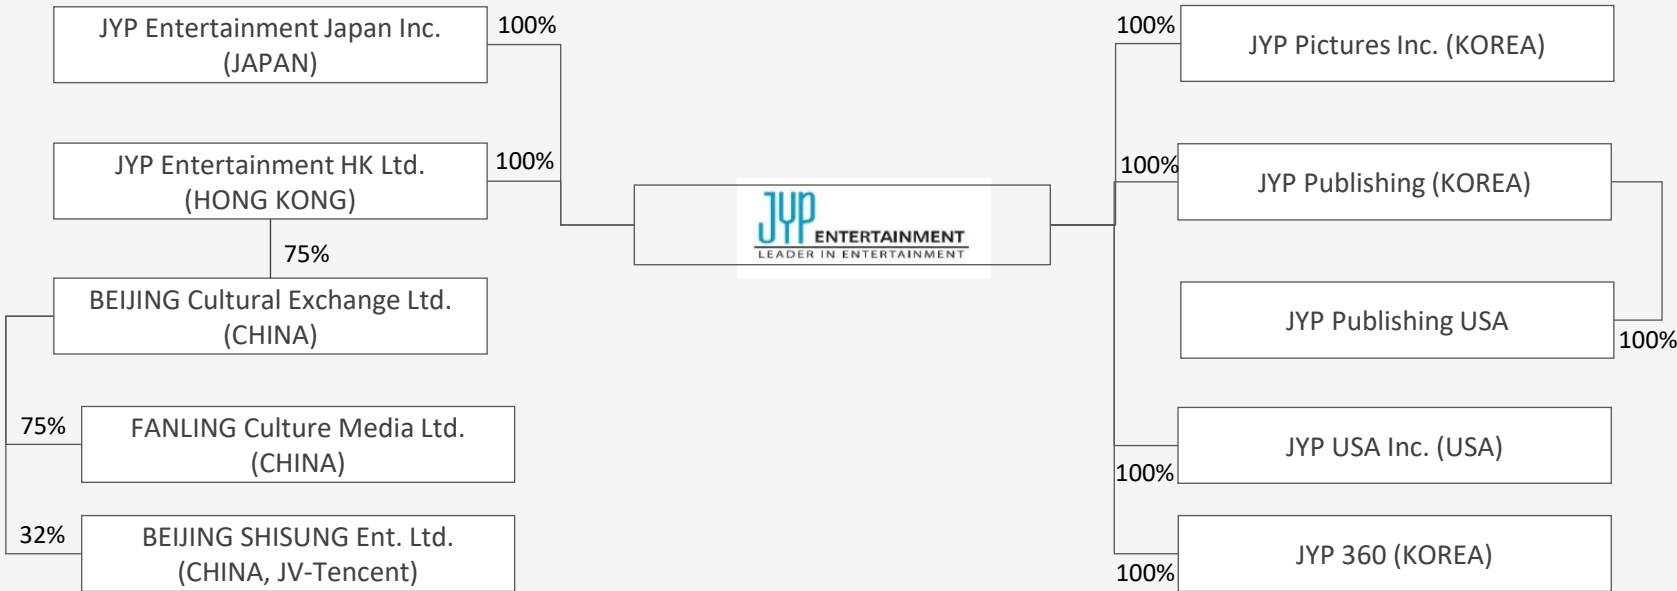 JYP Entertainment Japan Inc.
(JAPAN)
100%
JYP Entertainment HK Ltd.
(HONG KONG)
100%
75%
BEIJING Cultural Exchange Ltd.
(CHINA)
75%
FANLING Culture Media Ltd.
(CHINA)
32%
BEIJING SHISUNG Ent. Ltd.
(CHINA, JV-Tencent)
JYP ENTERTAINMENT
LEADER IN ENTERTAINMENT
100%
JYP Pictures Inc. (KOREA)
100%
JYP Publishing (KOREA)
JYP Publishing USA
100%
JYP USA Inc. (USA)
100%
JYP 360 (KOREA)
100%